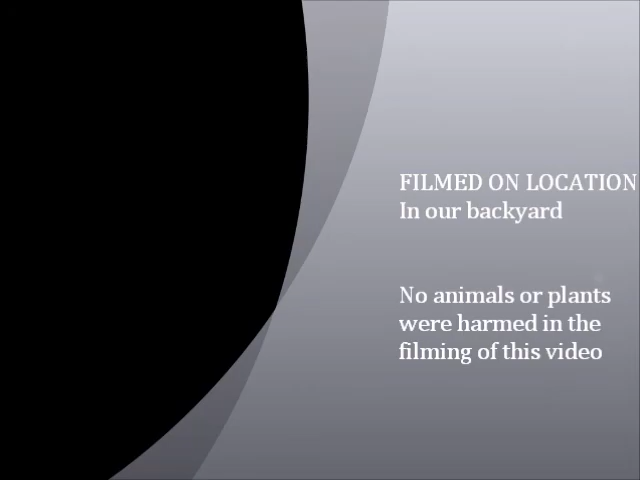 FILMED ON LOCATION
In our backyard
No animals or plants
were harmed in the
filming of this video